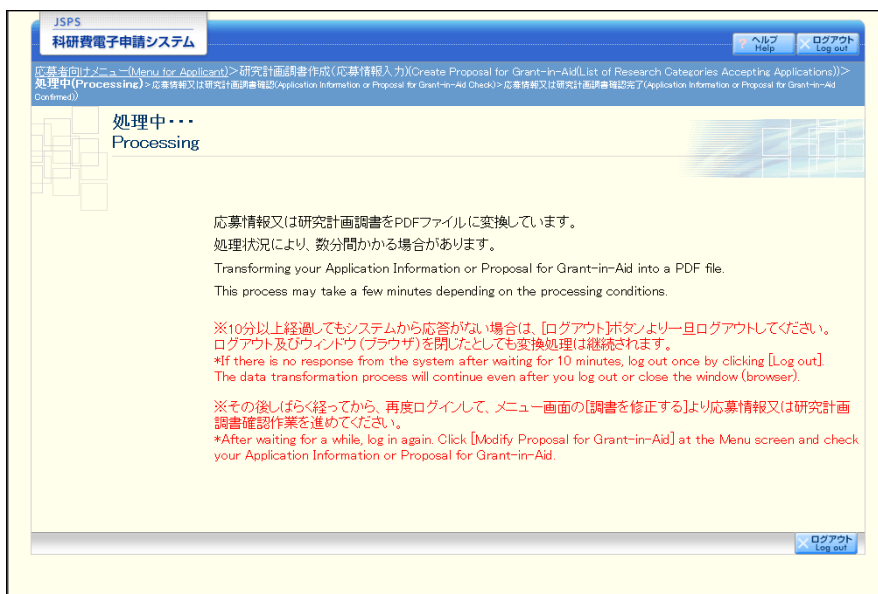 JSPS
科研費電子申請システム
? ヘルプ
Help
ログアウト
Log out
応募者向けメニュー(Menu for Applicant)>研究計画調書作成(応募情報入力)(Create Proposal for Grant-in-Aid(List of Research Categories Accepting Applications))>
処理中(Processing)>応募情報又は研究計画調書確認(Application Information or Proposal for Grant-in-Aid Check)>応募情報又は研究計画調書確認完了(Application Information or Proposal for Grant-in-Aid
Confirmed))
処理中・・・
Processing
応募情報又は研究計画調書をPDFファイルに変換しています。
処理状況により、数分間かかる場合があります。
Transforming your Application Information or Proposal for Grant-in-Aid into a PDF file.
This process may take a few minutes depending on the processing conditions.
※10分以上経過してもシステムから応答がない場合は、[ログアウト]ボタンより一旦ログアウトしてください。
ログアウト及びウィンドウ(ブラウザ)を閉じたとしても変換処理は継続されます。
*If there is no response from the system after waiting for 10 minutes, log out once by clicking [Log out].
The data transformation process will continue even after you log out or close the window (browser).
※その後しばらく経ってから、再度ログインして、メニュー画面の[調書を修正する]より応募情報又は研究計画
調書確認作業を進めてください。
*After waiting for a while, log in again. Click [Modify Proposal for Grant-in-Aid] at the Menu screen and check
your Application Information or Proposal for Grant-in-Aid.
ログアウト
Log out